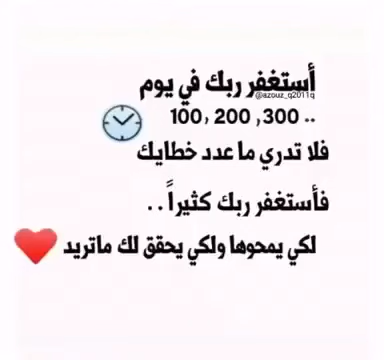 أستغفر ربك في يوم
@azouz_q2011q
100، 200 ,300 ..
فلا تدري ما عدد خطايك
فأستغفر ربك كثيراً..
لكي يمحوها ولكي يحقق لك ماتريد